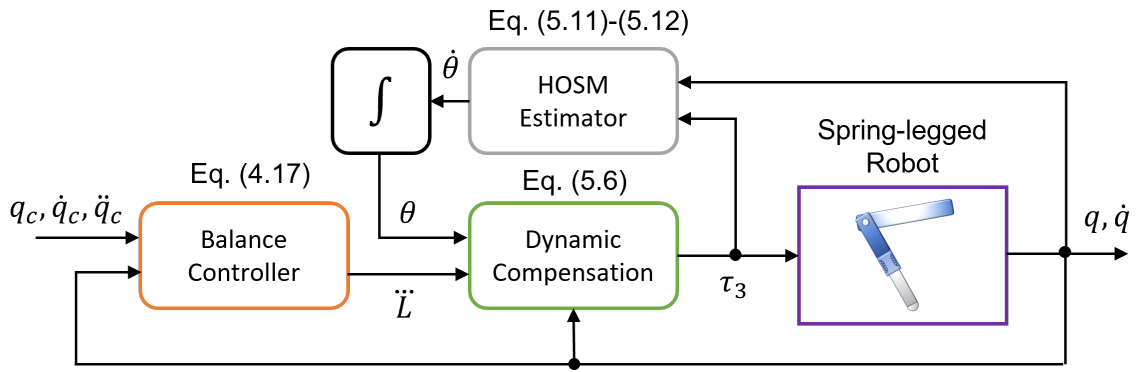 Eq. (5.11)-(5.12)
θ̇
∫
HOSM
Estimator
Spring-legged
Robot
Eq. (4.17)
Eq. (5.6)
q_c, q̇_c, q̈_c
θ
q, q̇
Balance
Controller
Dynamic
Compensation
L⃛
τ₃